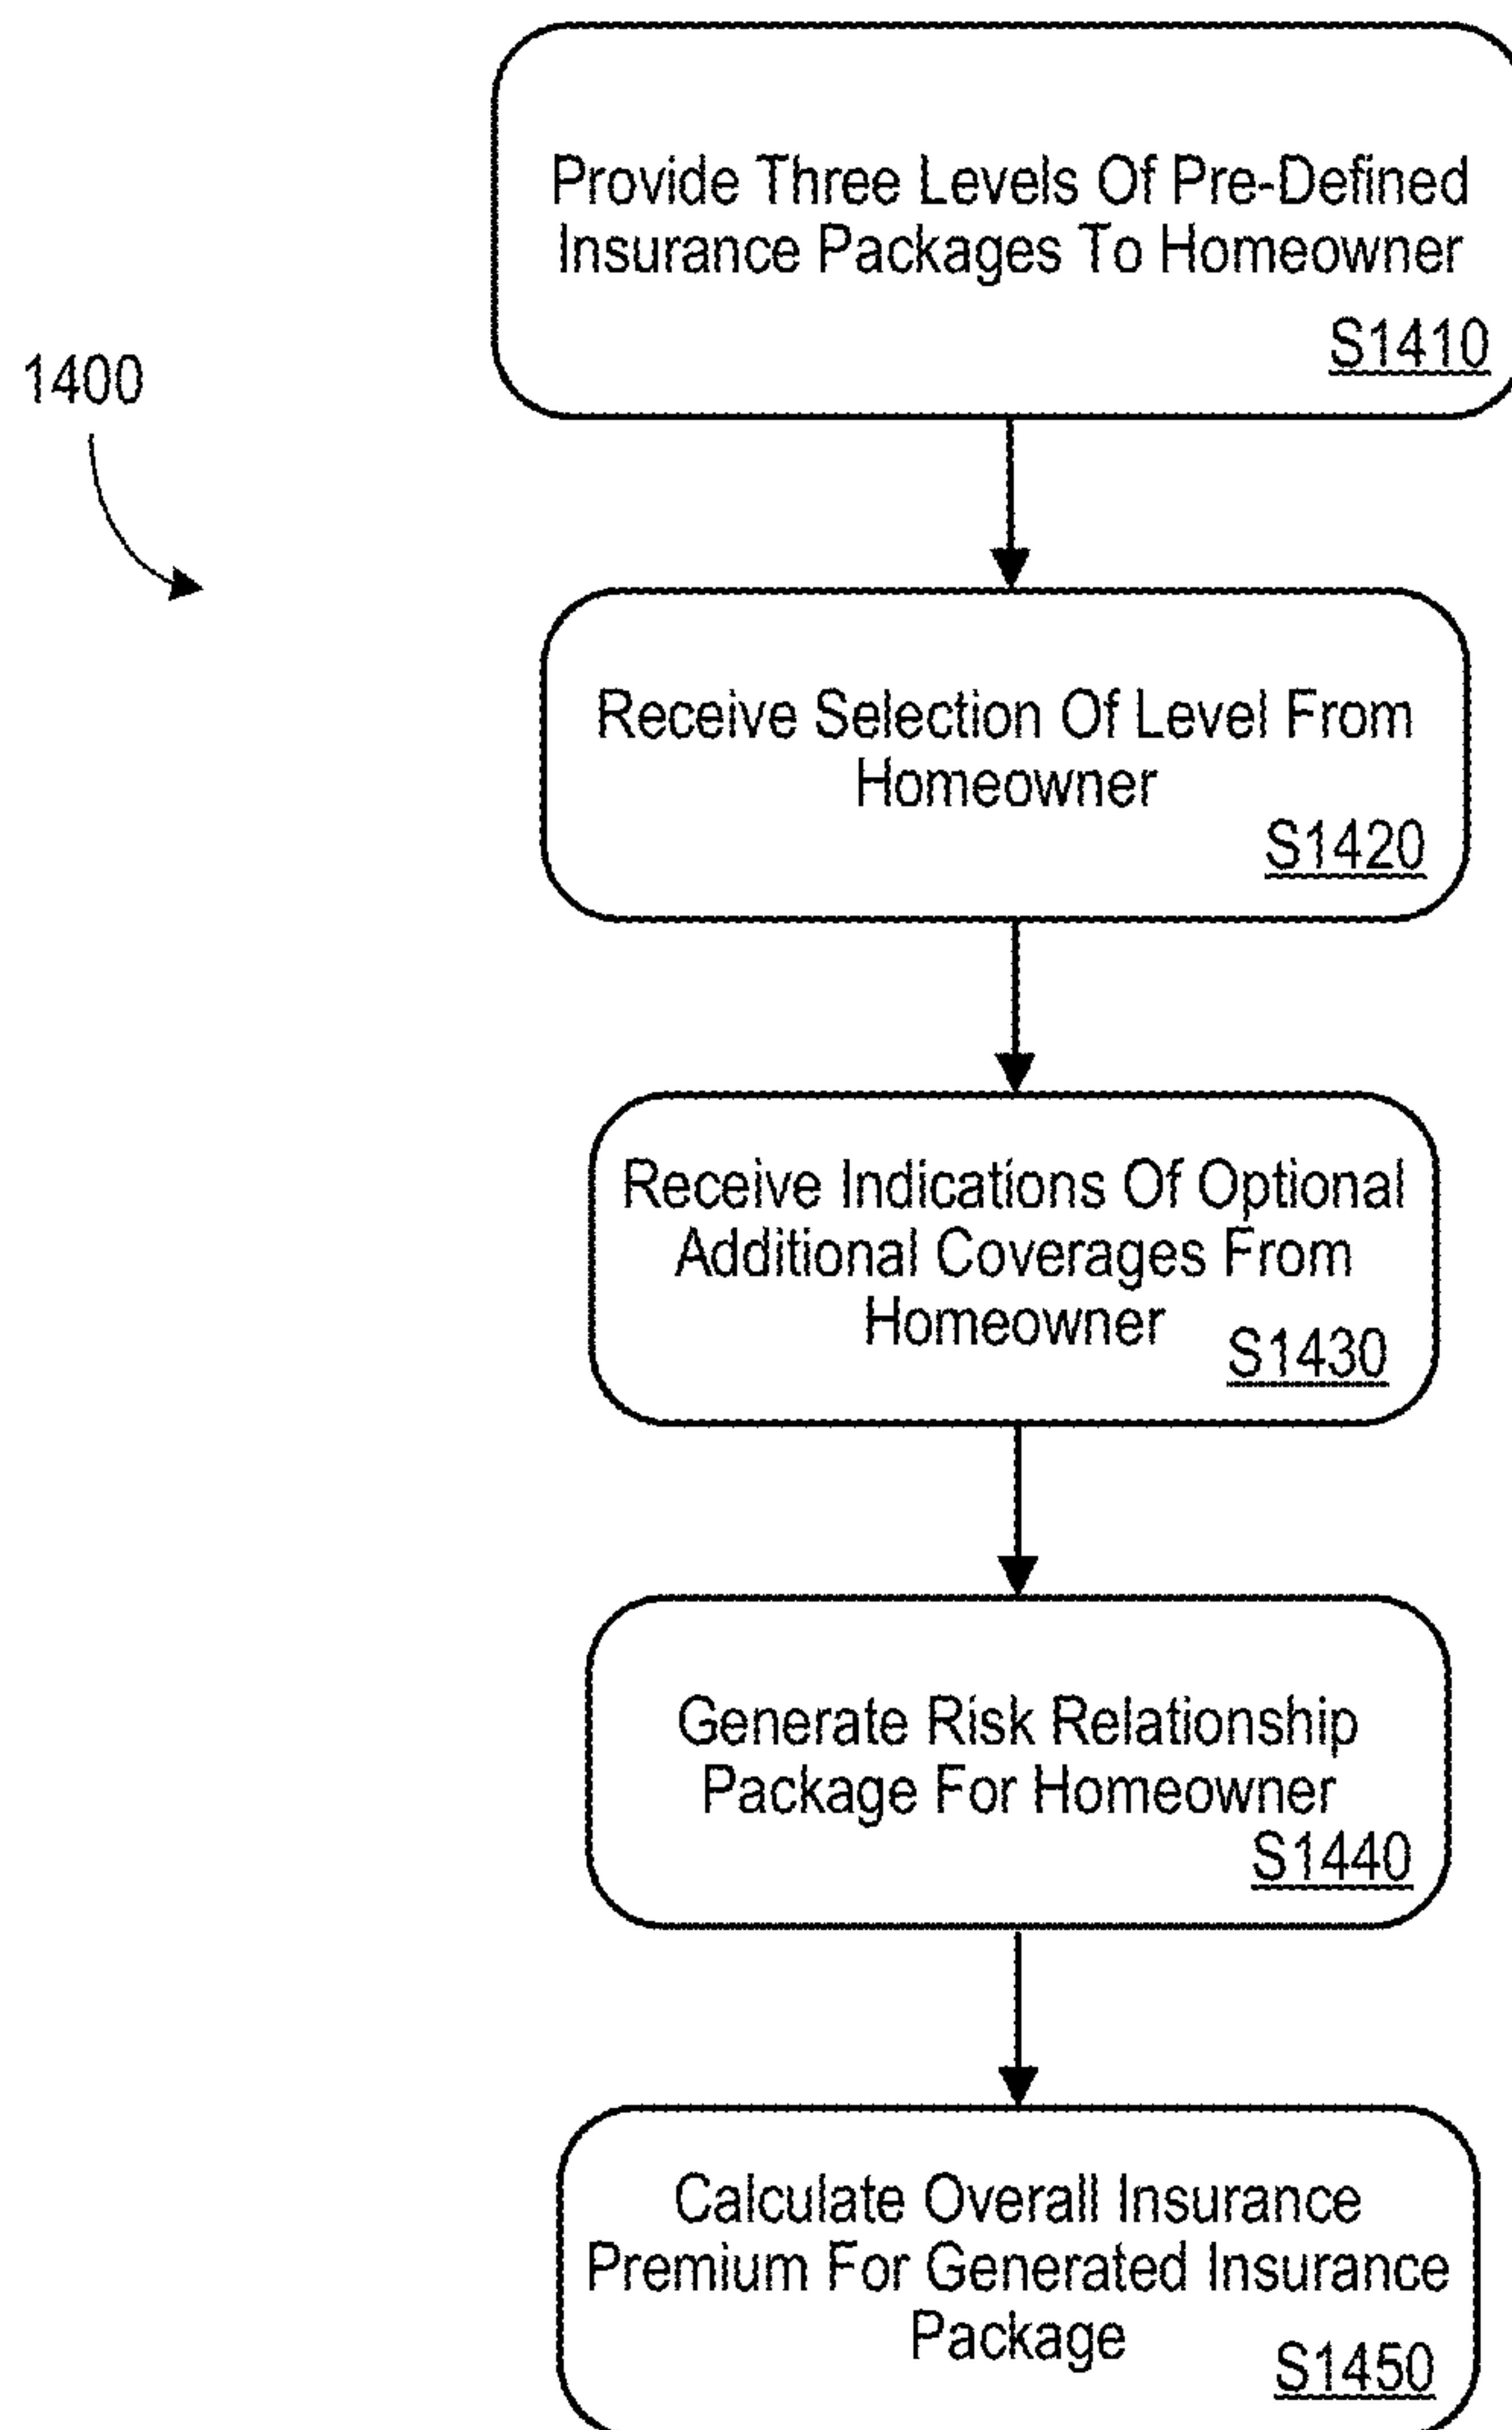 Provide Three Levels Of Pre-Defined
Insurance Packages To Homeowner
S1410
1400
Receive Selection Of Level From
Homeowner
S1420
Receive Indications Of Optional
Additional Coverages From
Homeowner
S1430
Generate Risk Relationship
Package For Homeowner
S1440
Calculate Overall Insurance
Premium For Generated Insurance
Package
S1450